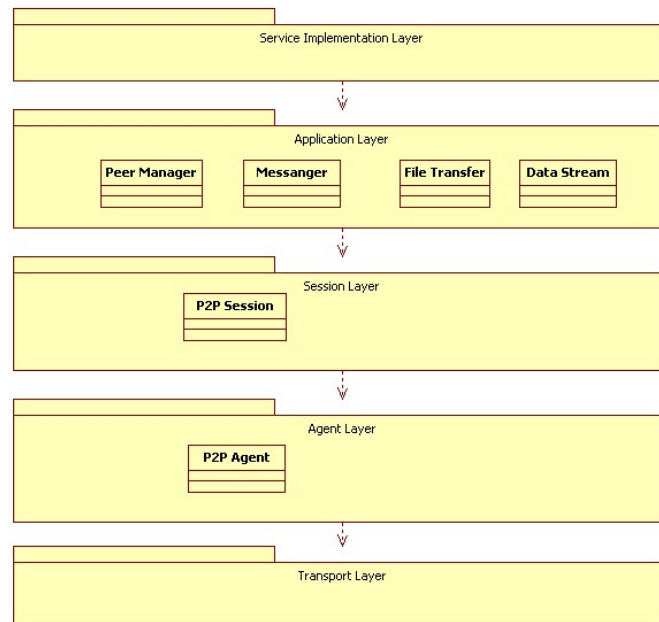 Service Implementation Layer
Application Layer
Peer Manager
Messanger
File Transfer
Data Stream
Session Layer
P2P Session
Agent Layer
P2P Agent
Transport Layer